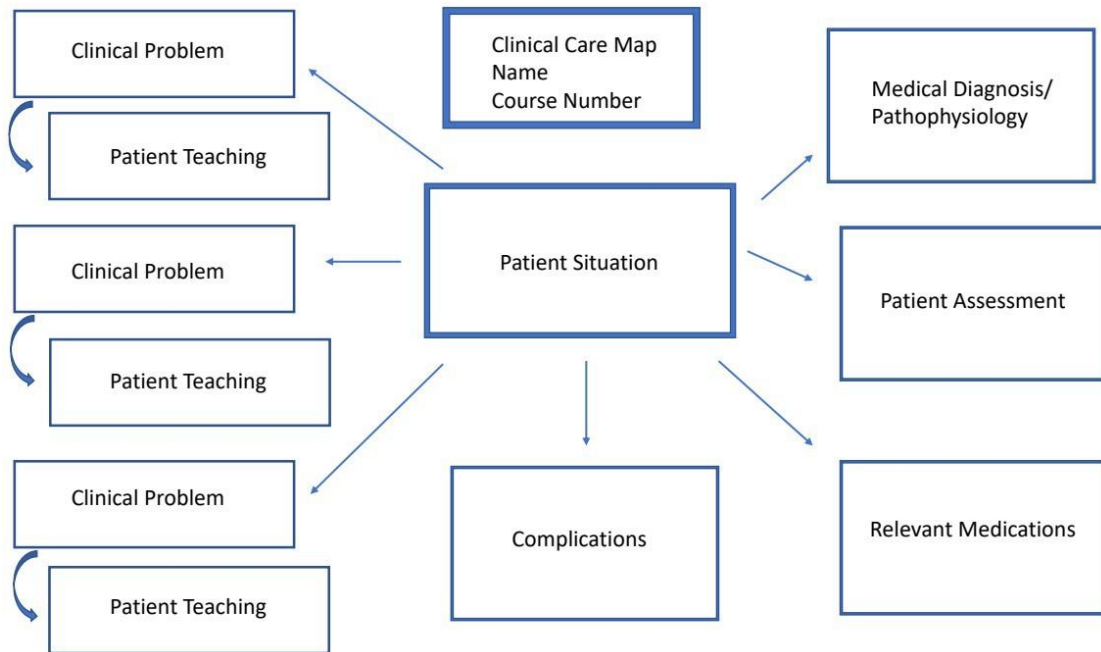 Clinical Problem
Patient Teaching
Clinical Problem
Patient Teaching
Clinical Problem
Patient Teaching
Clinical Care Map
Name
Course Number
Patient Situation
Complications
Medical Diagnosis/
Pathophysiology
Patient Assessment
Relevant Medications